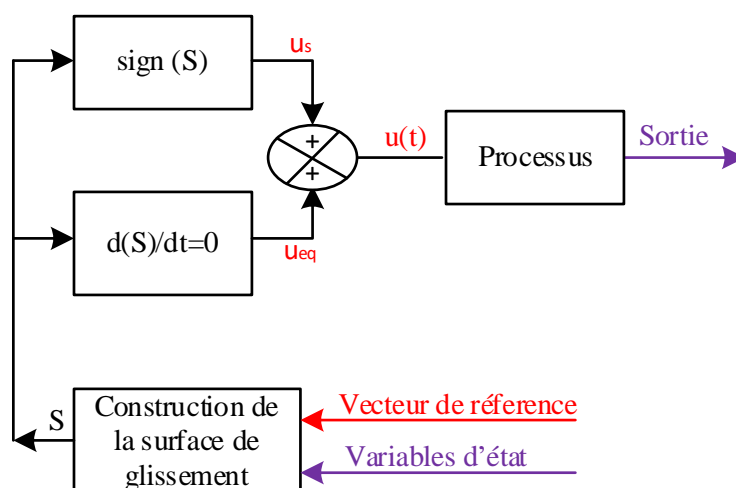 sign (S)
us
+
+
u(t)
Processus
Sortie
d(S)/dt=0
ueq
S
Construction de
la surface de
glissement
Vecteur de réference
Variables d’état